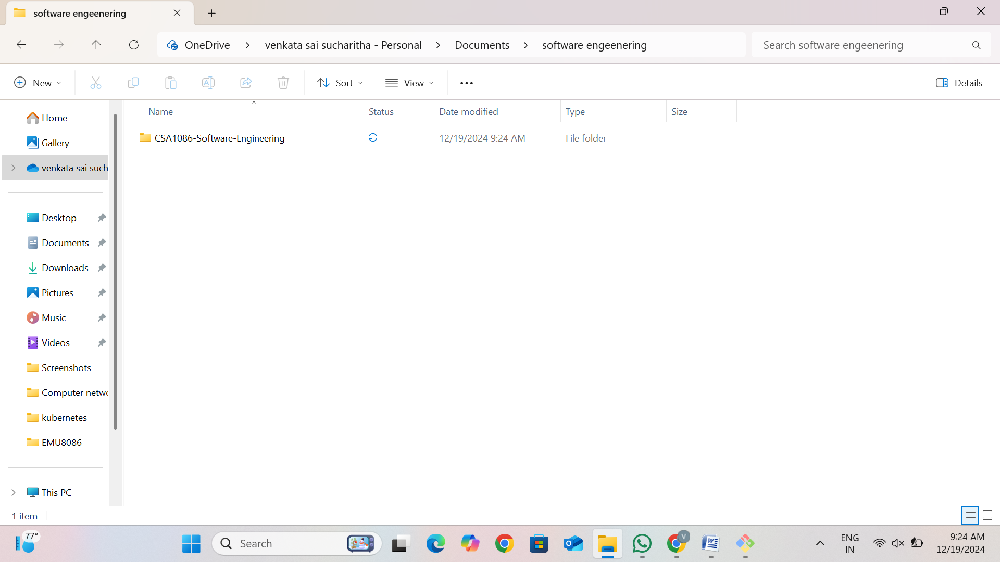 software engeenering
OneDrive > venkata sai sucharitha - Personal > Documents > software engeenering
Search software engeenering
New
Sort
View
Details
Name Status Date modified Type Size
CSA1086-Software-Engineering 12/19/2024 9:24 AM File folder
Home
Gallery
venkata sai such
Desktop
Documents
Downloads
Pictures
Music
Videos
Screenshots
Computer netwo
kubernetes
EMU8086
This PC
1 item
77°
Search
V
ENG
IN
9:24 AM
12/19/2024